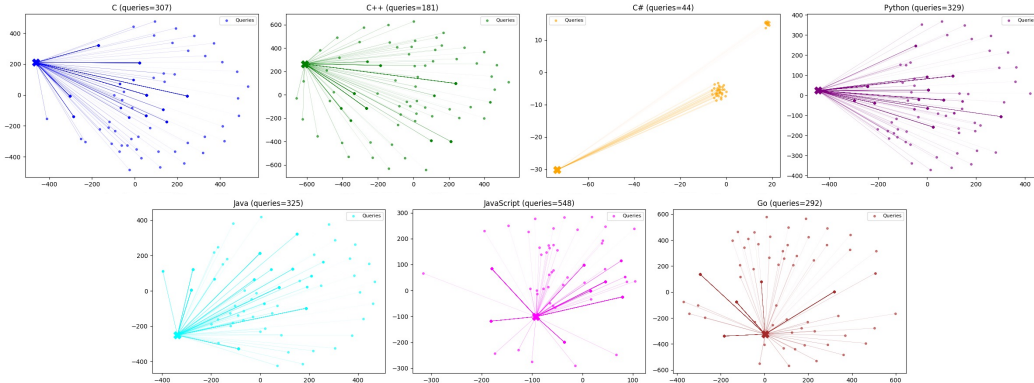 C (queries=307)
Queries
400
200
0
−200
−400
−400 −200 0 200 400
C++ (queries=181)
Queries
600
400
200
0
−200
−400
−600
−600 −400 −200 0 200 400
C# (queries=44)
Queries
10
0
−10
−20
−30
−60 −40 −20 0 20
Python (queries=329)
Queries
400
300
200
100
0
−100
−200
−300
−400
−400 −200 0 200 400
Java (queries=325)
Queries
400
200
0
−200
−400
−400 −200 0 200 400
JavaScript (queries=548)
Queries
300
200
100
0
−100
−200
−300
−300 −200 −100 0 100
Go (queries=292)
Queries
600
400
200
0
−200
−400
−600
−400 −200 0 200 400 600